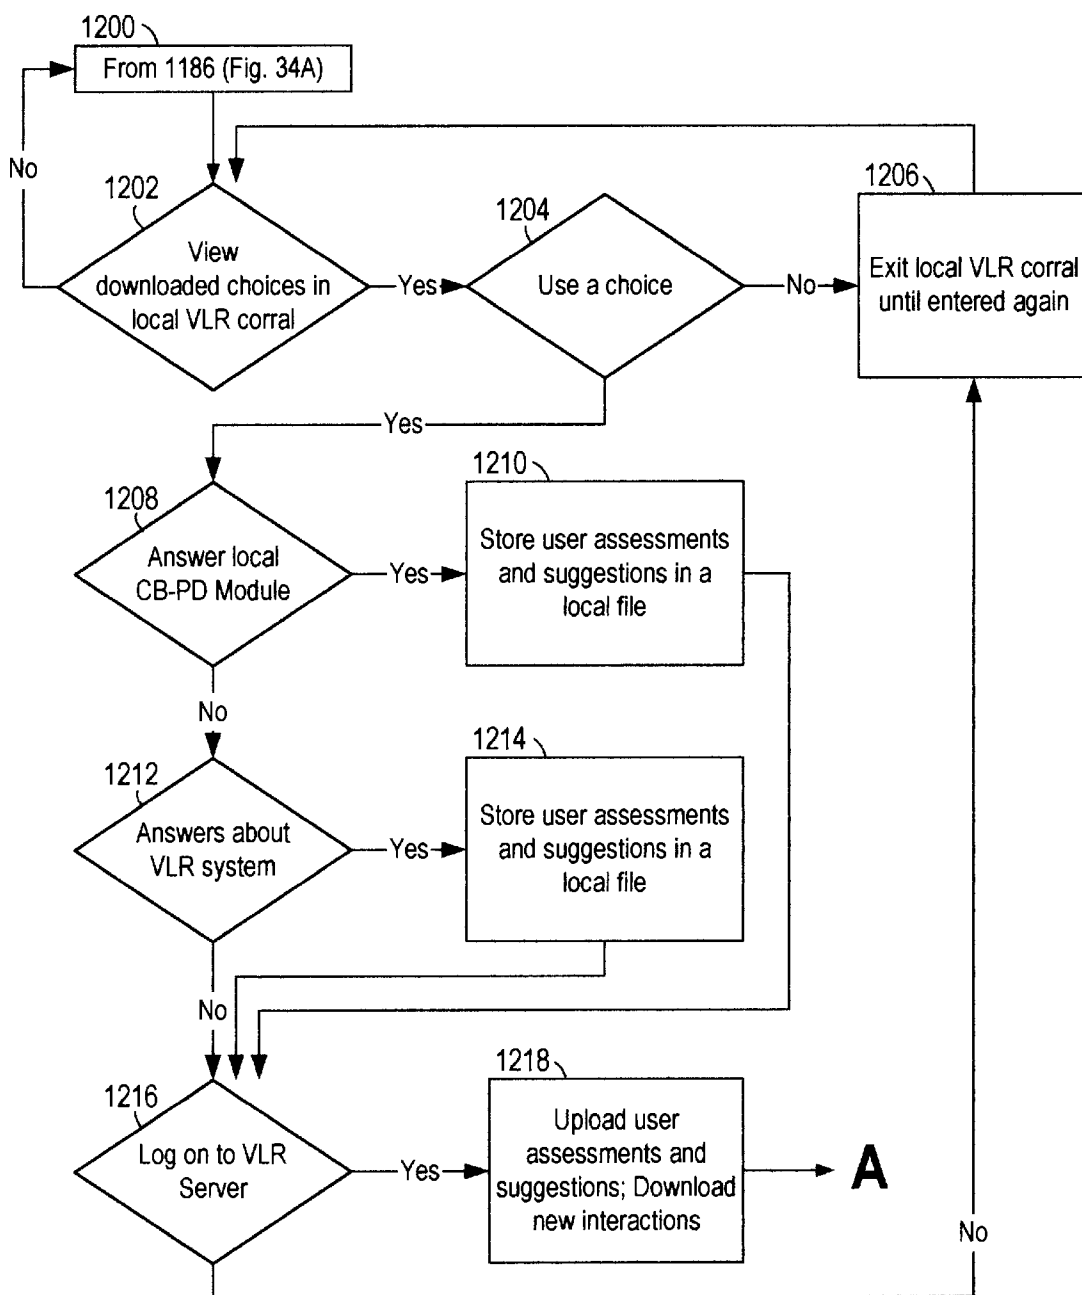 1200
From 1186 (Fig. 34A)
No
1202
View
downloaded choices in
local VLR corral
Yes
1204
Use a choice
No
1206
Exit local VLR corral
until entered again
Yes
1208
Answer local
CB-PD Module
Yes
1210
Store user assessments
and suggestions in a
local file
No
1212
Answers about
VLR system
Yes
1214
Store user assessments
and suggestions in a
local file
No
1216
Log on to VLR
Server
Yes
1218
Upload user
assessments and
suggestions; Download
new interactions
A
No